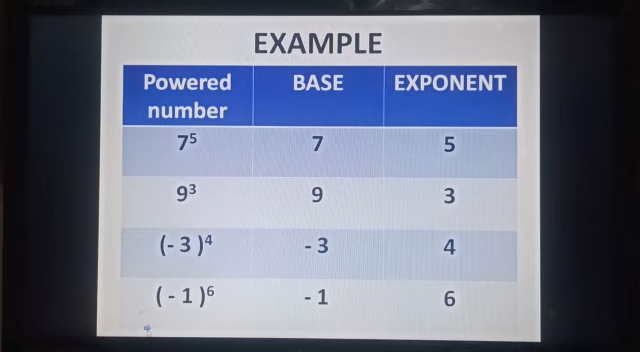 EXAMPLE
Powered number BASE EXPONENT
7⁵ 7 5
9³ 9 3
(- 3 )⁴ - 3 4
( - 1 )⁶ - 1 6